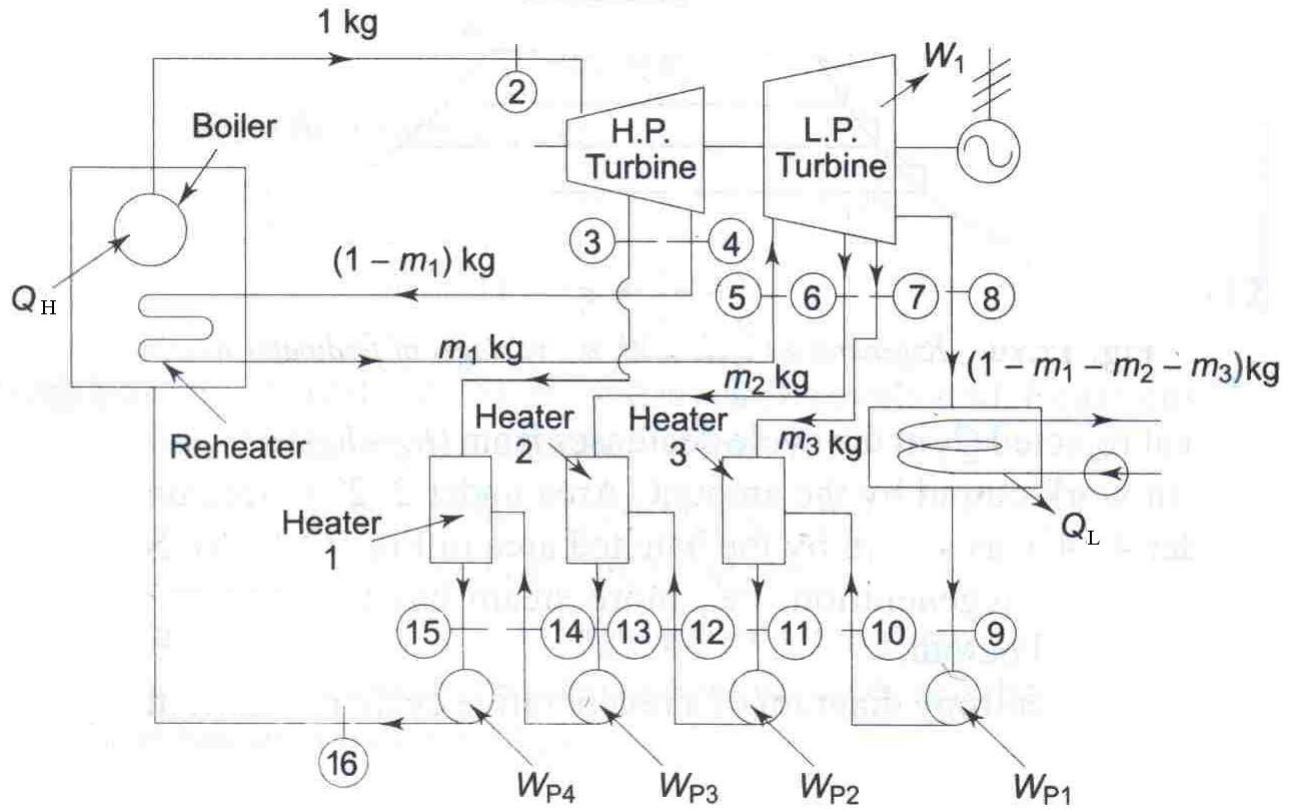 1 kg
W1
2
Boiler
H.P.
Turbine
L.P.
Turbine
3
4
(1 – m1) kg
QH
5
6
7
8
m1 kg
(1 – m1 – m2 – m3)kg
m2 kg
Heater
2
Heater
3
m3 kg
Reheater
Heater
1
QL
15
14
13
12
11
10
9
16
WP4
WP3
WP2
WP1